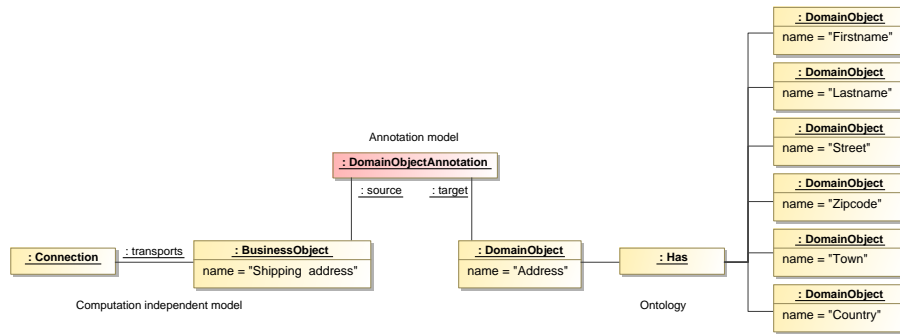 : DomainObject
name = "Firstname"
: DomainObject
name = "Lastname"
Annotation model
: DomainObjectAnnotation
: DomainObject
name = "Street"
: source
: target
: DomainObject
name = "Zipcode"
: Connection
: transports
: BusinessObject
name = "Shipping address"
: DomainObject
name = "Address"
: Has
: DomainObject
name = "Town"
Computation independent model
Ontology
: DomainObject
name = "Country"